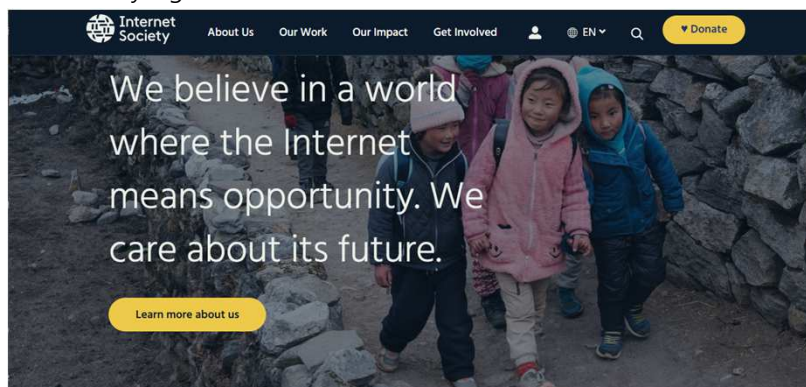 Internet
Society
About Us
Our Work
Our Impact
Get Involved
EN
Donate
We believe in a world
where the Internet
means opportunity. We
care about its future.
Learn more about us